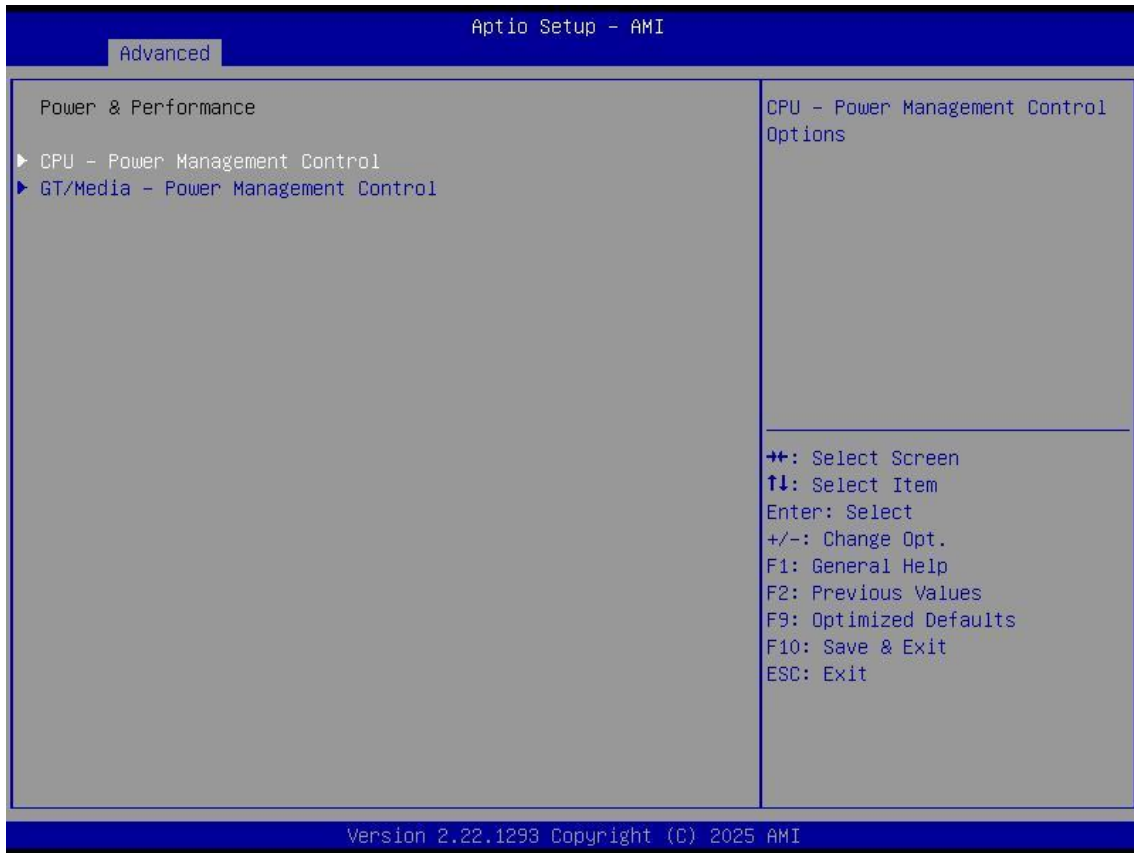 Aptio Setup – AMI
Advanced
Power & Performance
CPU – Power Management Control
GT/Media – Power Management Control
CPU – Power Management Control
Options
→←: Select Screen
↑↓: Select Item
Enter: Select
+/-: Change Opt.
F1: General Help
F2: Previous Values
F9: Optimized Defaults
F10: Save & Exit
ESC: Exit
Version 2.22.1293 Copyright (C) 2025 AMI